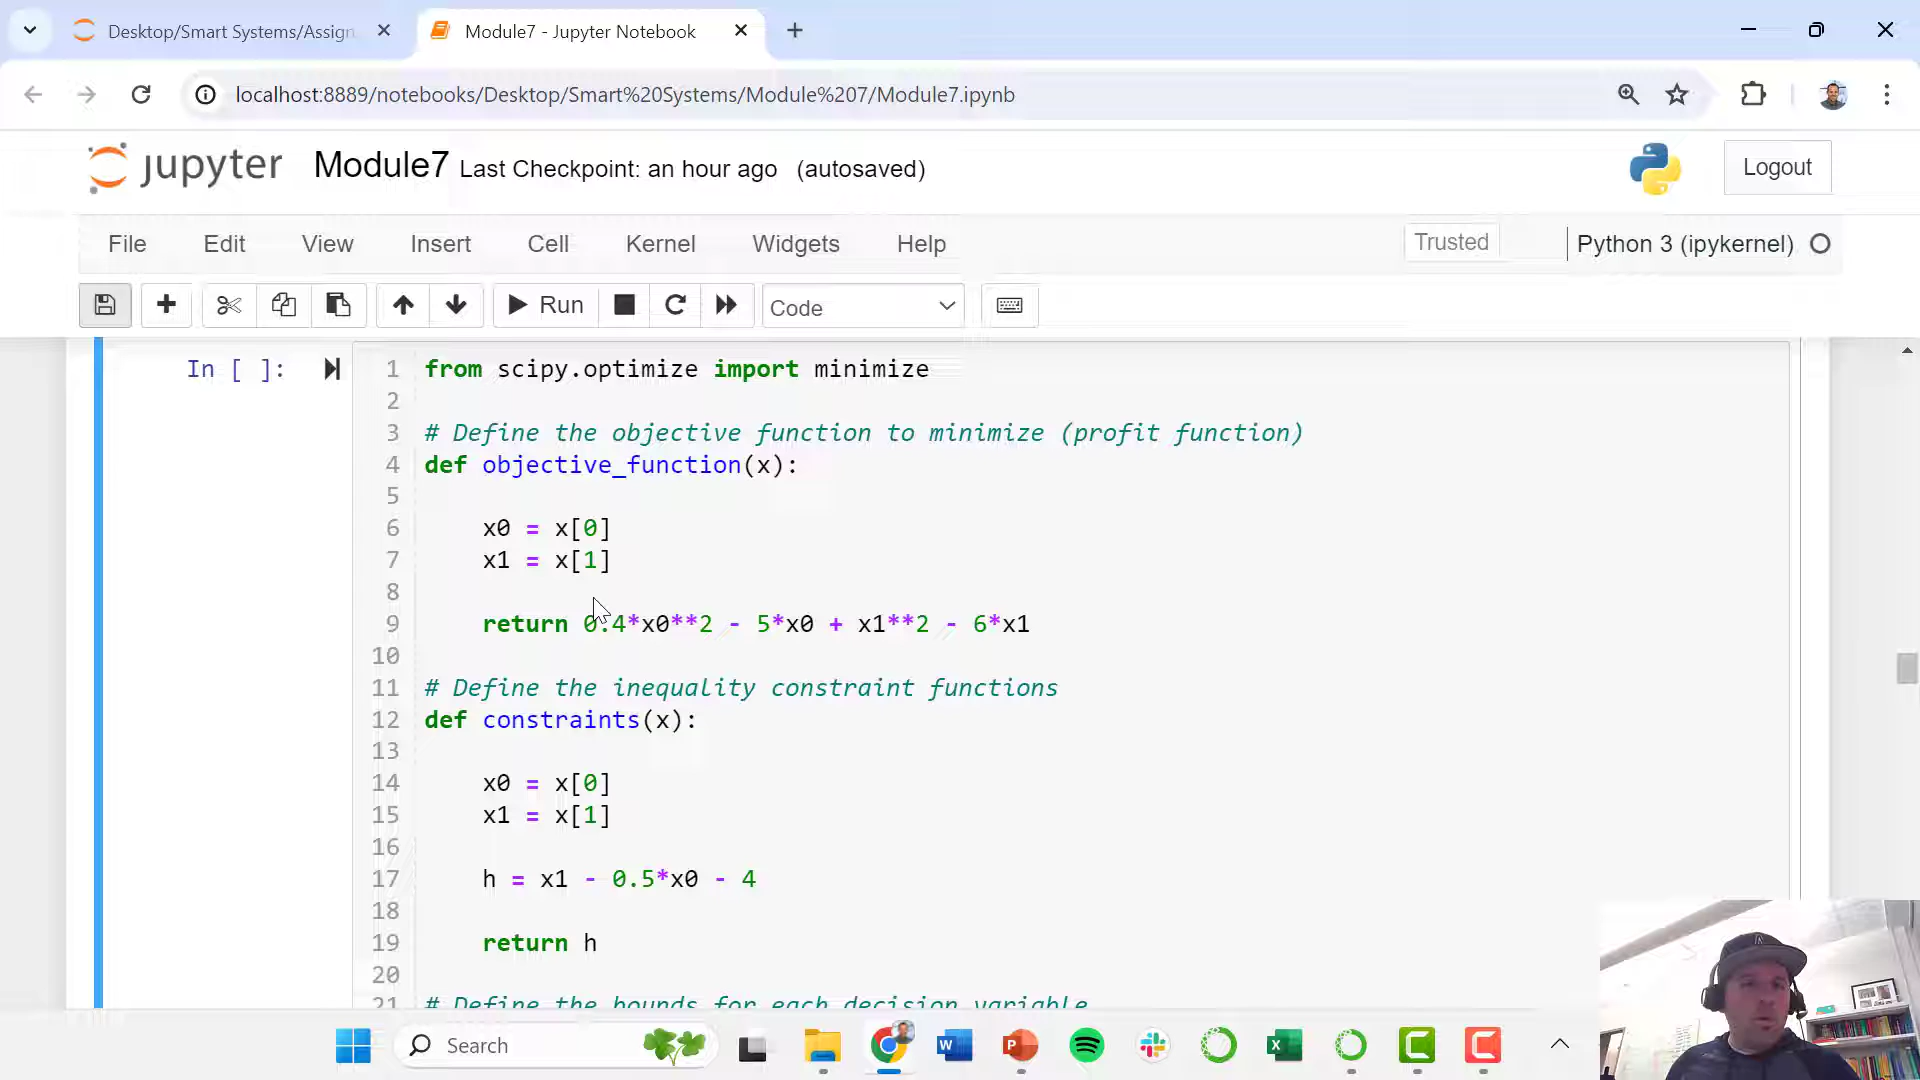 Desktop/Smart Systems/Assign
Module7 - Jupyter Notebook
localhost:8889/notebooks/Desktop/Smart%20Systems/Module%207/Module7.ipynb
jupyter Module7 Last Checkpoint: an hour ago (autosaved)
Logout
File Edit View Insert Cell Kernel Widgets Help
Trusted
Python 3 (ipykernel)
Run
Code
In [ ]:
1 from scipy.optimize import minimize
2
3 # Define the objective function to minimize (profit function)
4 def objective_function(x):
5
6 x0 = x[0]
7 x1 = x[1]
8
9 return 0.4*x0**2 - 5*x0 + x1**2 - 6*x1
10
11 # Define the inequality constraint functions
12 def constraints(x):
13
14 x0 = x[0]
15 x1 = x[1]
16
17 h = x1 - 0.5*x0 - 4
18
19 return h
20
21 # Define the bounds for each decision variable
Search